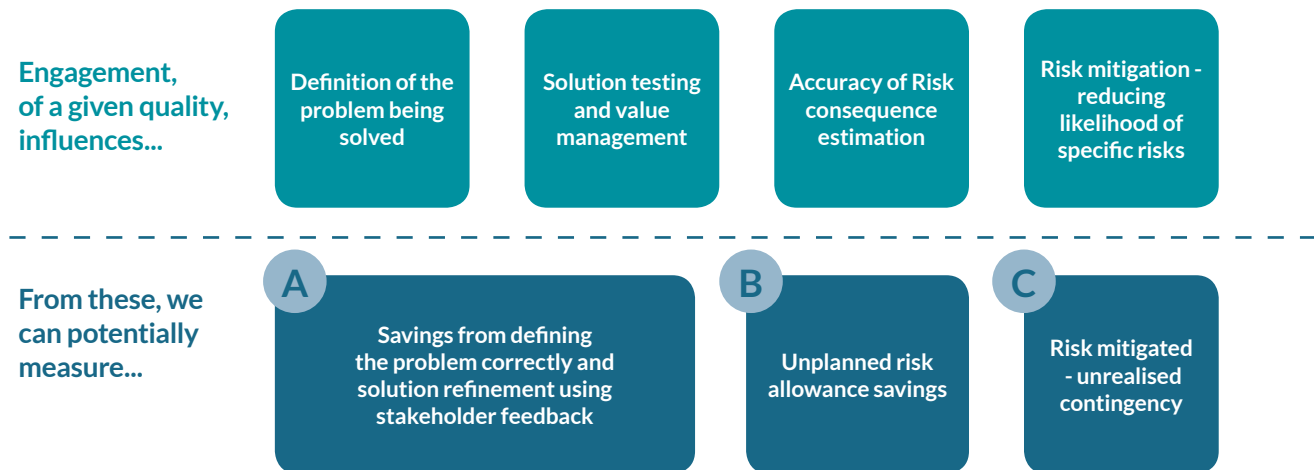 Engagement,
of a given quality,
influences...
Definition of the
problem being
solved
Solution testing
and value
management
Accuracy of Risk
consequence
estimation
Risk mitigation -
reducing
likelihood of
specific risks
From these, we
can potentially
measure...
A
Savings from defining
the problem correctly and
solution refinement using
stakeholder feedback
B
Unplanned risk
allowance savings
C
Risk mitigated
- unrealised
contingency